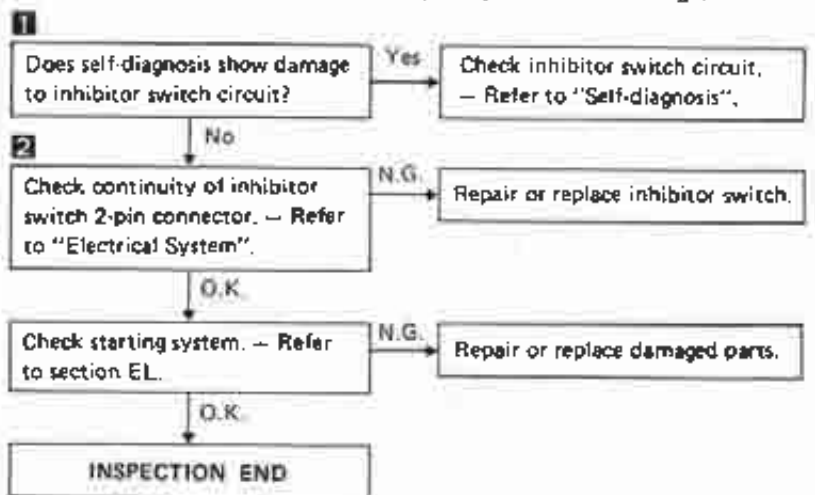 1
Does self-diagnosis show damage
to inhibitor switch circuit?
Yes
Check inhibitor switch circuit.
— Refer to "Self-diagnosis".
No
2
Check continuity of inhibitor
switch 2-pin connector. — Refer
to "Electrical System".
N.G.
Repair or replace inhibitor switch.
O.K.
Check starting system. — Refer
to section EL.
N.G.
Repair or replace damaged parts.
O.K.
INSPECTION END